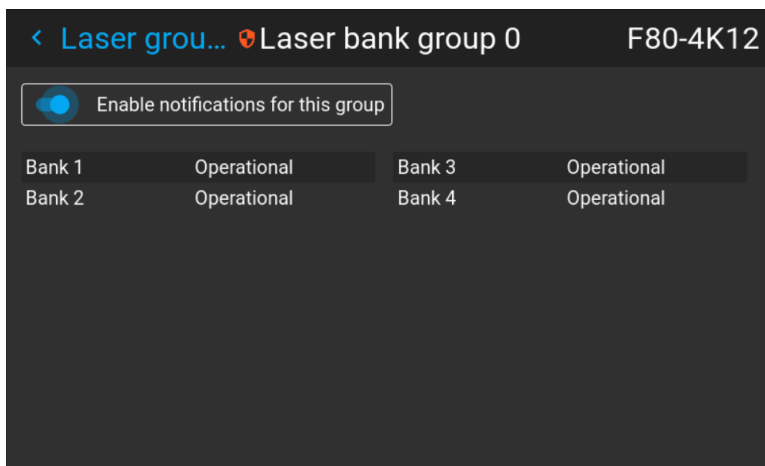 < Laser grou... Laser bank group 0 F80-4K12
Enable notifications for this group
Bank 1 Operational Bank 3 Operational
Bank 2 Operational Bank 4 Operational